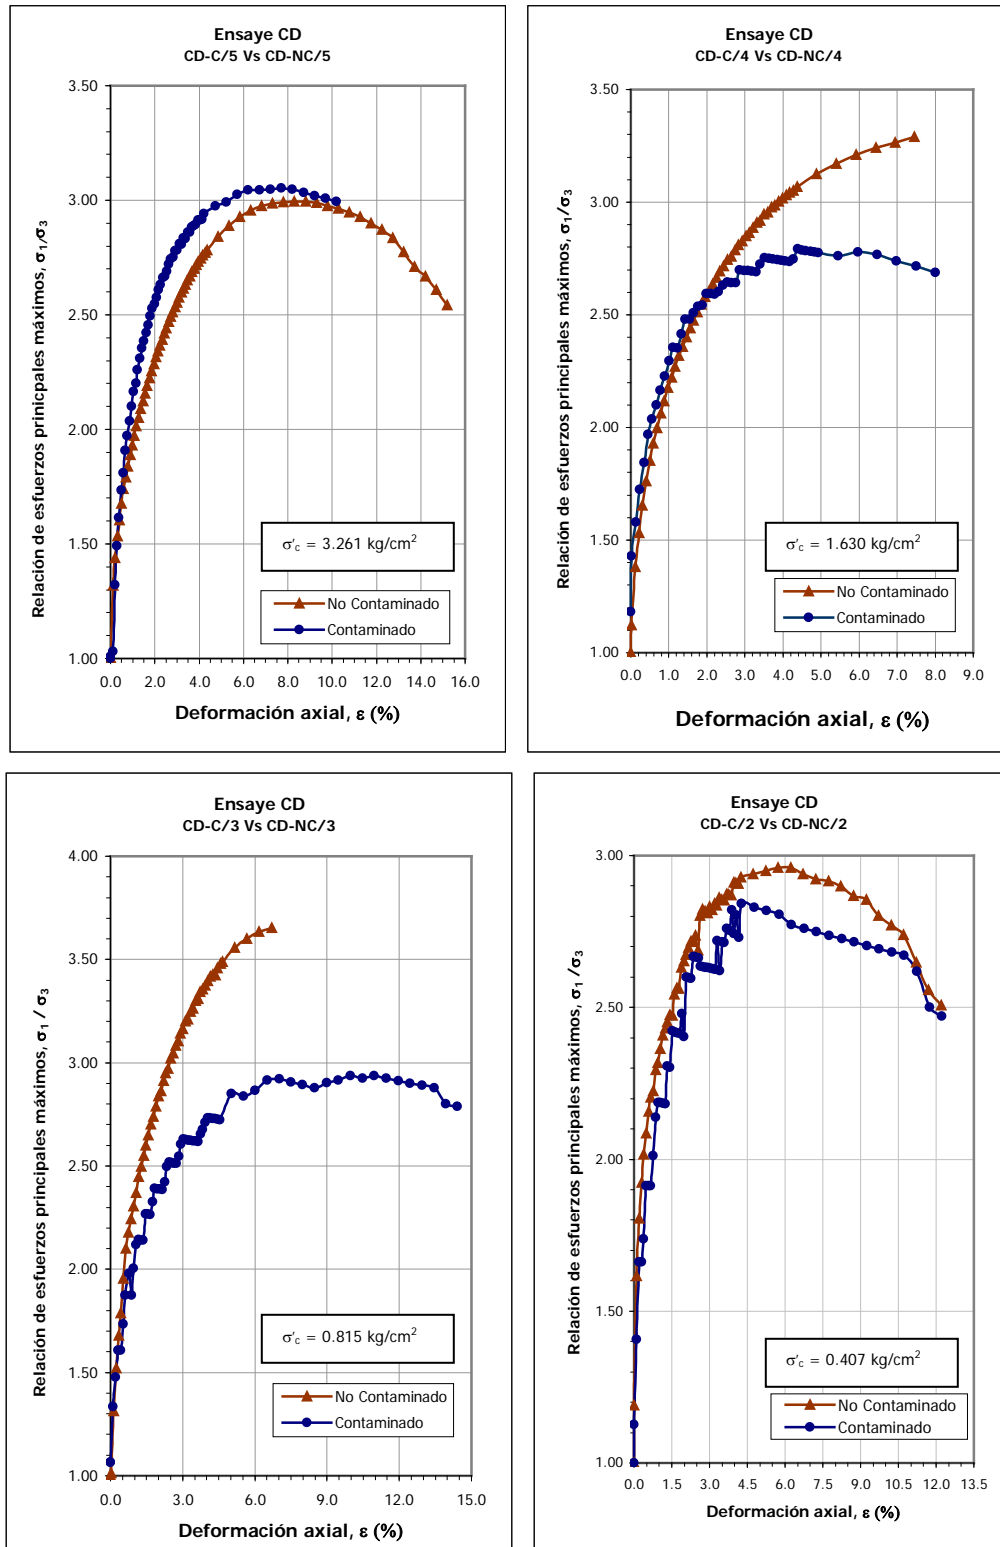 Ensaye CD
CD-C/5 Vs CD-NC/5
Relación de esfuerzos prinicpales máximos, σ1/σ3
3.50
3.00
2.50
2.00
1.50
1.00
0.0 2.0 4.0 6.0 8.0 10.0 12.0 14.0 16.0
σ'c = 3.261 kg/cm²
No Contaminado
Contaminado
Deformación axial, ε (%)
Ensaye CD
CD-C/4 Vs CD-NC/4
Relación de esfuerzos principales máximos, σ1/σ3
3.50
3.00
2.50
2.00
1.50
1.00
0.0 1.0 2.0 3.0 4.0 5.0 6.0 7.0 8.0 9.0
σ'c = 1.630 kg/cm²
No Contaminado
Contaminado
Deformación axial, ε (%)
Ensaye CD
CD-C/3 Vs CD-NC/3
Relación de esfuerzos principales máximos, σ1 / σ3
4.00
3.50
3.00
2.50
2.00
1.50
1.00
0.0 3.0 6.0 9.0 12.0 15.0
σ'c = 0.815 kg/cm²
No Contaminado
Contaminado
Deformación axial, ε (%)
Ensaye CD
CD-C/2 Vs CD-NC/2
Relación de esfuerzos principales máximos, σ1 /σ3
3.00
2.50
2.00
1.50
1.00
0.0 1.5 3.0 4.5 6.0 7.5 9.0 10.5 12.0 13.5
σ'c = 0.407 kg/cm²
No Contaminado
Contaminado
Deformación axial, ε (%)